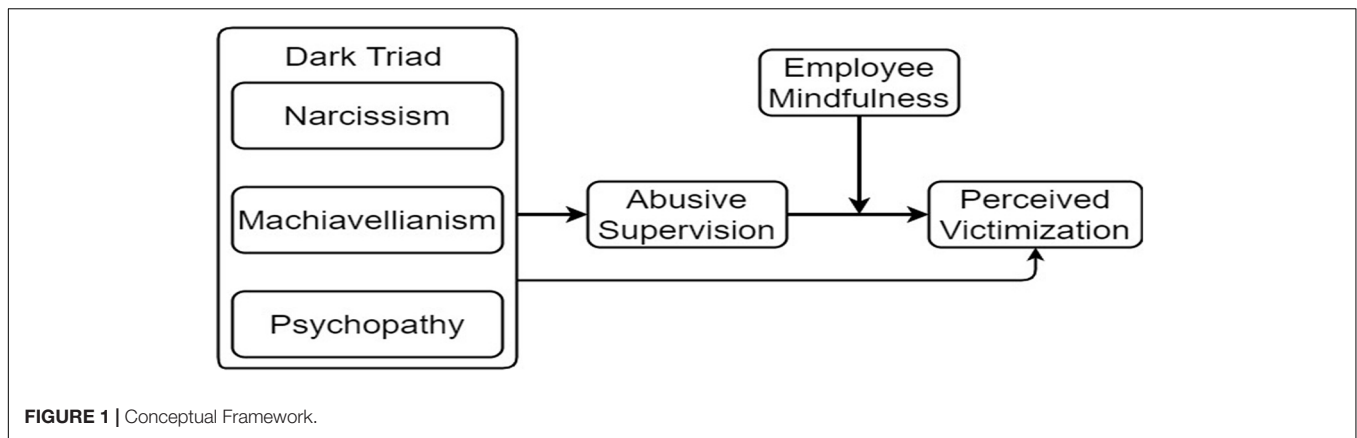 Dark Triad
Narcissism
Machiavellianism
Psychopathy
Abusive
Supervision
Employee
Mindfulness
Perceived
Victimization
FIGURE 1 | Conceptual Framework.